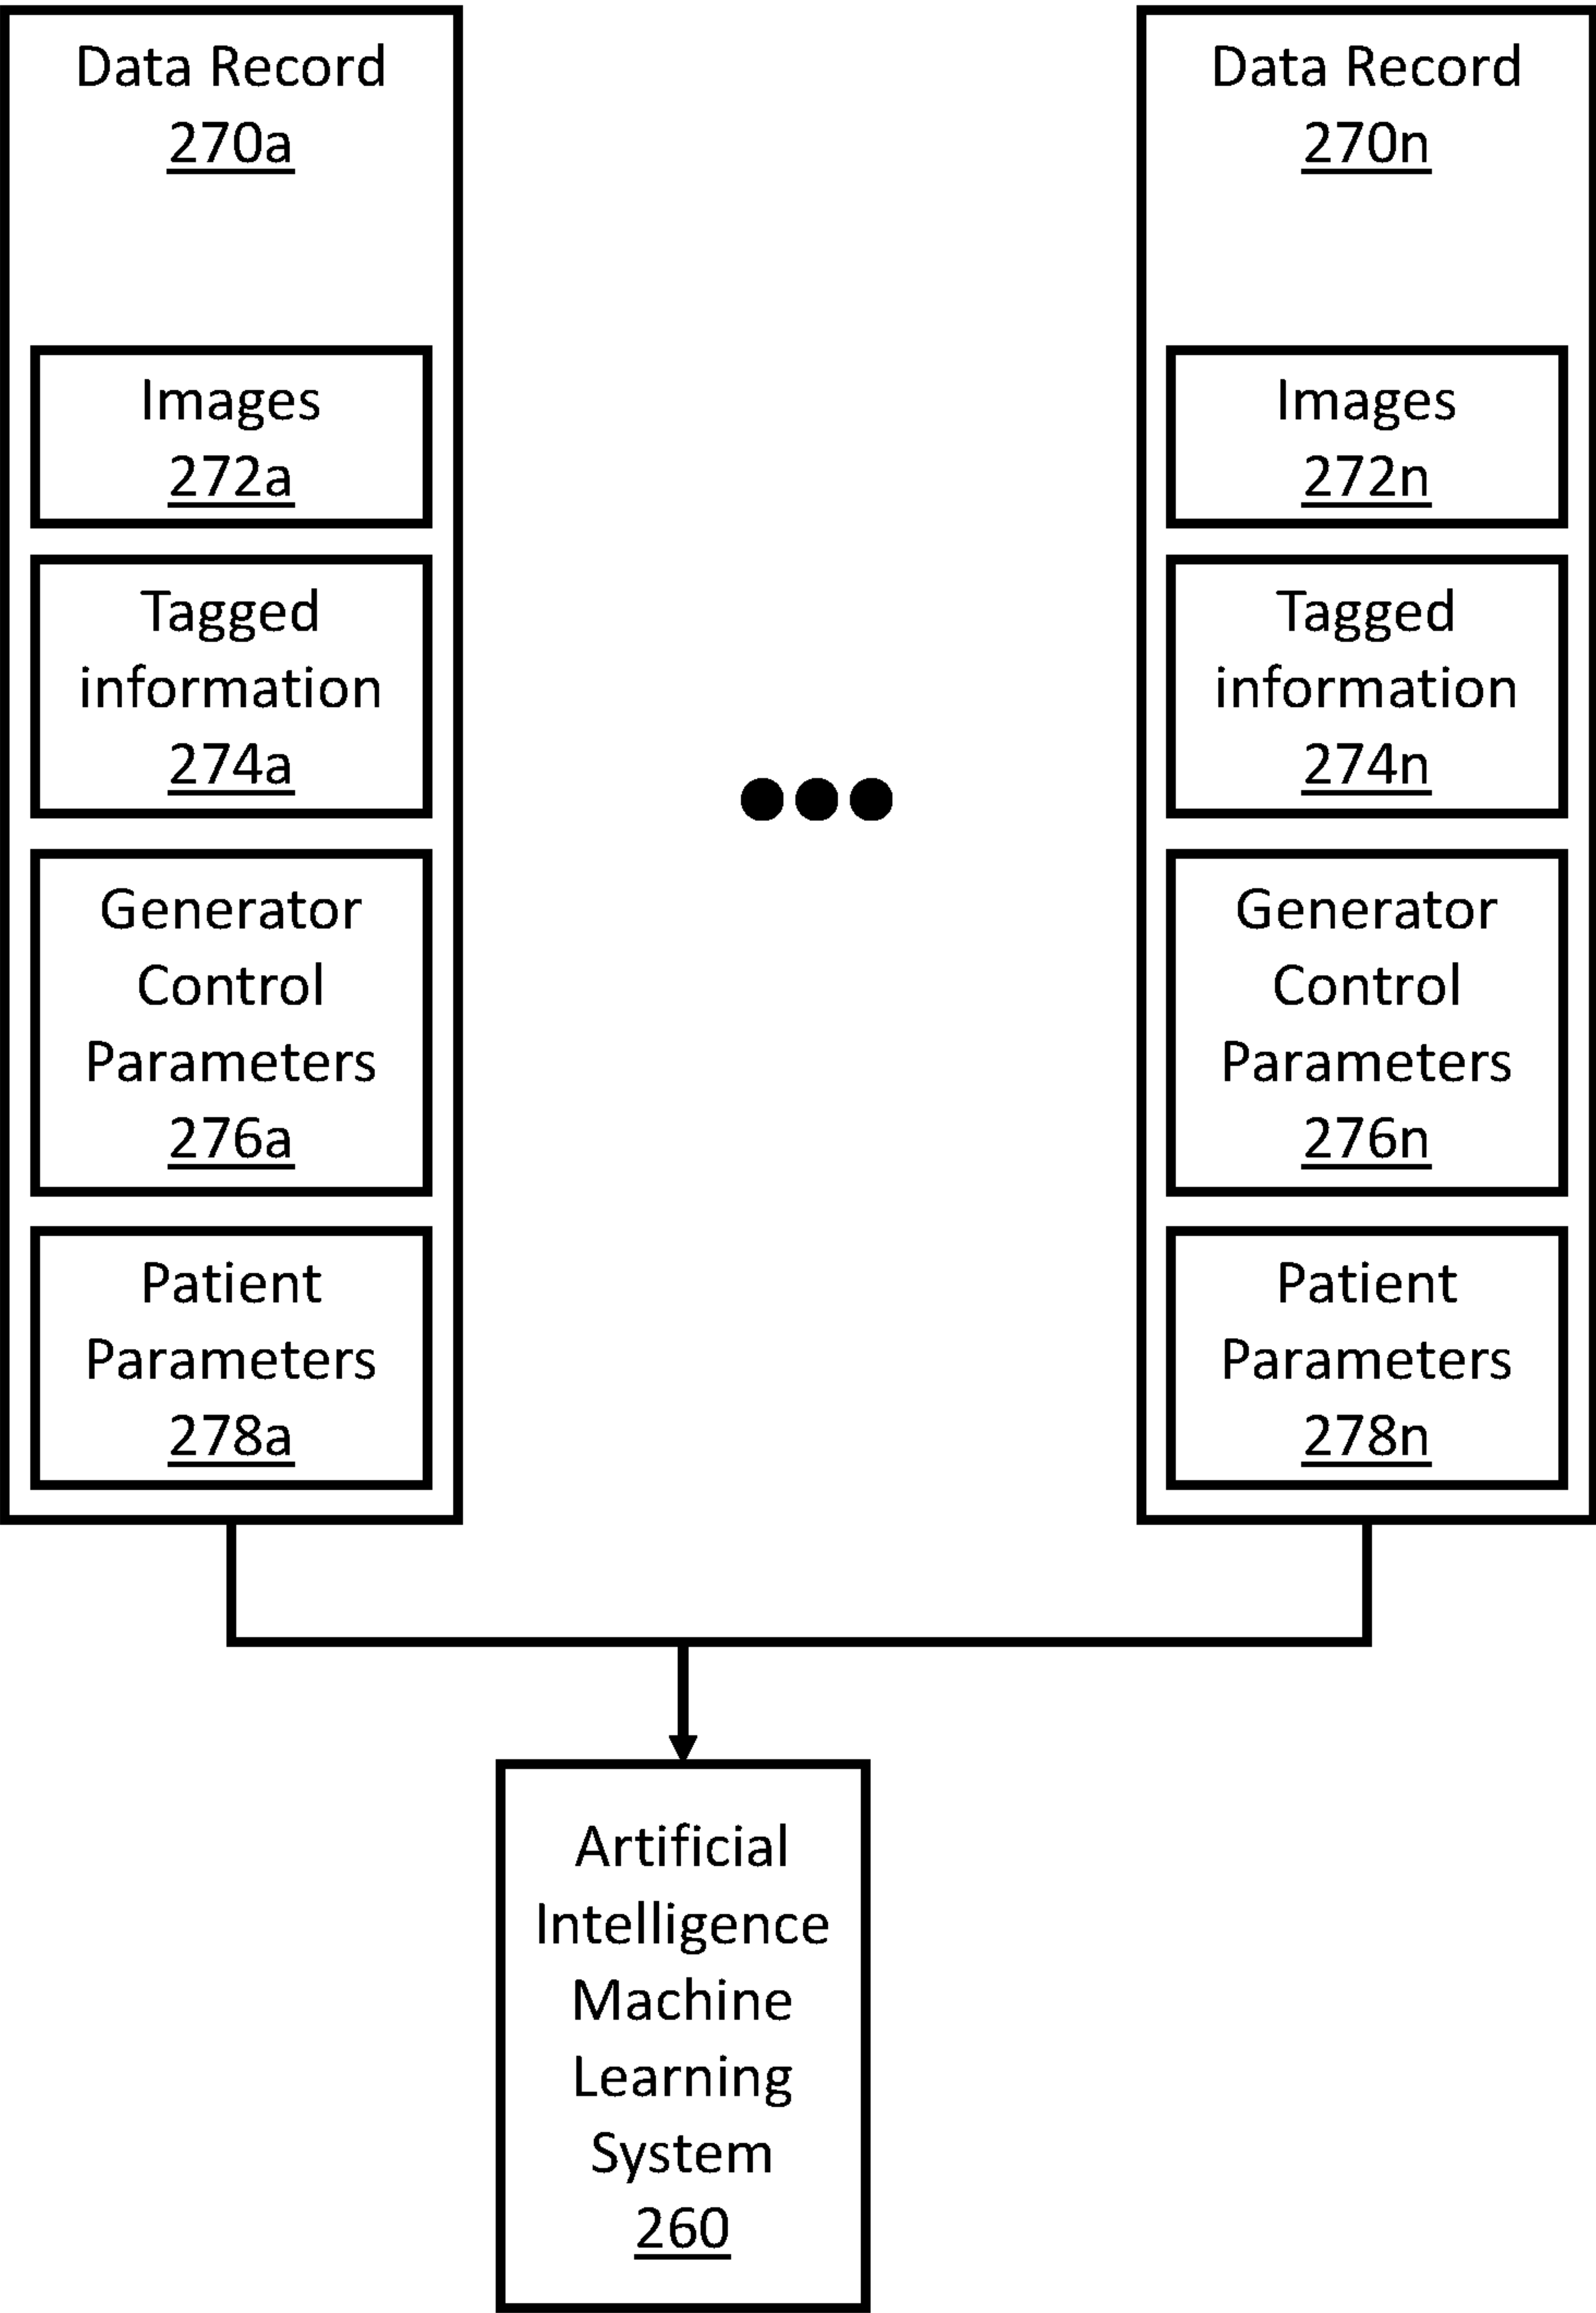 Data Record
270a
Images
272a
Tagged
information
274a
Generator
Control
Parameters
276a
Patient
Parameters
278a
Data Record
270n
Images
272n
Tagged
information
274n
Generator
Control
Parameters
276n
Patient
Parameters
278n
Artificial
Intelligence
Machine
Learning
System
260